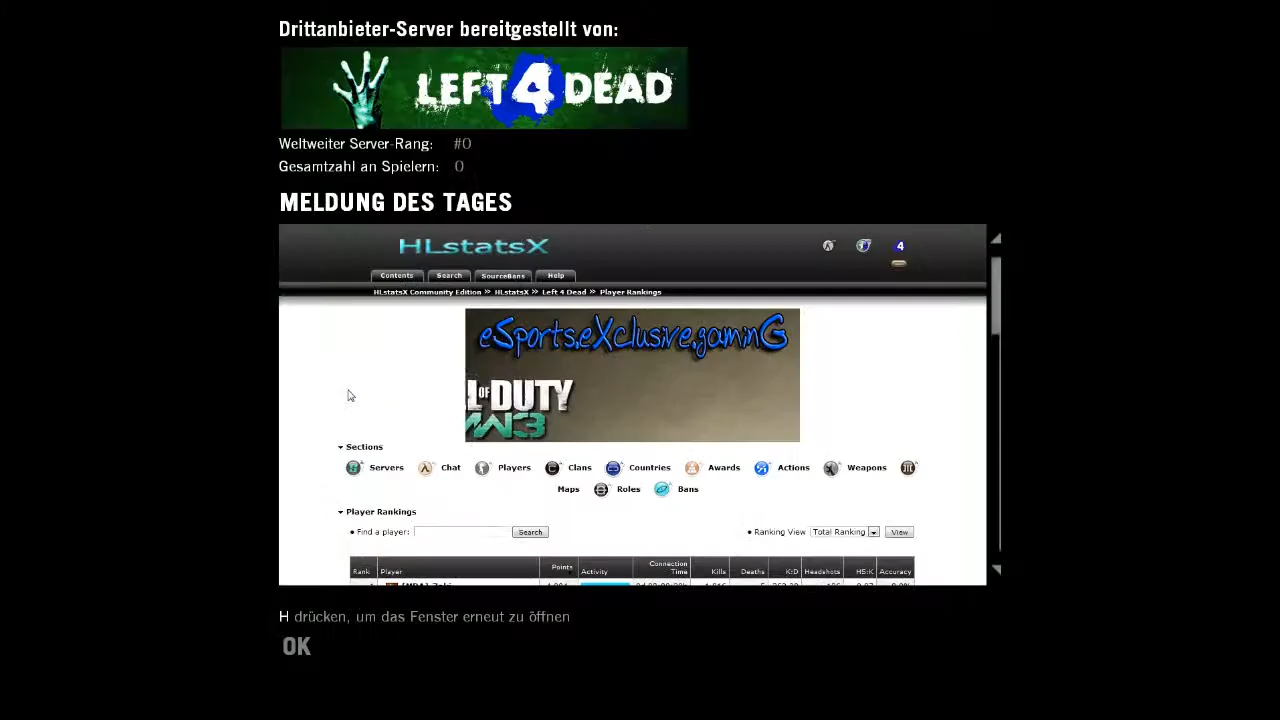 Drittanbieter-Server bereitgestellt von:
LEFT 4 DEAD
Weltweiter Server-Rang: #0
Gesamtzahl an Spielern: 0
MELDUNG DES TAGES
HLstatsX
4
Contents Search SourceBans Help
HLstatsX Community Edition » HLstatsX » Left 4 Dead » Player Rankings
eSports.eXclusive.gaminG
L OF DUTY
MW3
Sections
Servers Chat Players Clans Countries Awards Actions Weapons
Maps Roles Bans
Player Rankings
• Find a player: Search • Ranking View Total Ranking View
Rank Player Points Activity Connection Time Kills Deaths K:D Headshots HS:K Accuracy
H drücken, um das Fenster erneut zu öffnen
OK